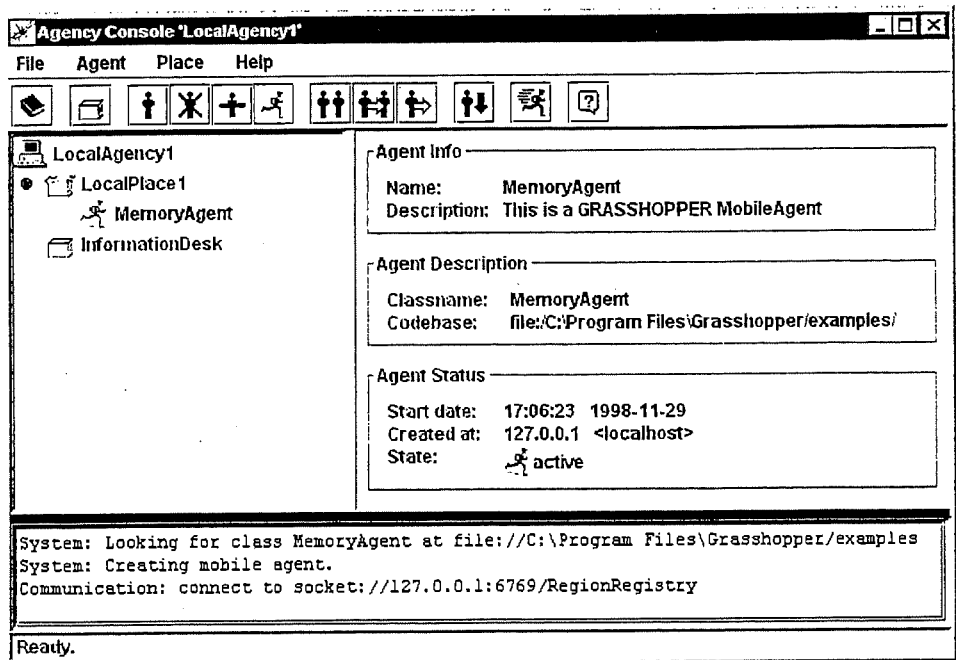 Agency Console 'LocalAgency1'
File Agent Place Help
LocalAgency1
LocalPlace1
MemoryAgent
InformationDesk
Agent Info
Name: MemoryAgent
Description: This is a GRASSHOPPER MobileAgent
Agent Description
Classname: MemoryAgent
Codebase: file:/C:\Program Files\Grasshopper/examples/
Agent Status
Start date: 17:06:23 1998-11-29
Created at: 127.0.0.1 <localhost>
State: active
System: Looking for class MemoryAgent at file://C:\Program Files\Grasshopper/examples
System: Creating mobile agent.
Communication: connect to socket://127.0.0.1:6769/RegionRegistry
Ready.